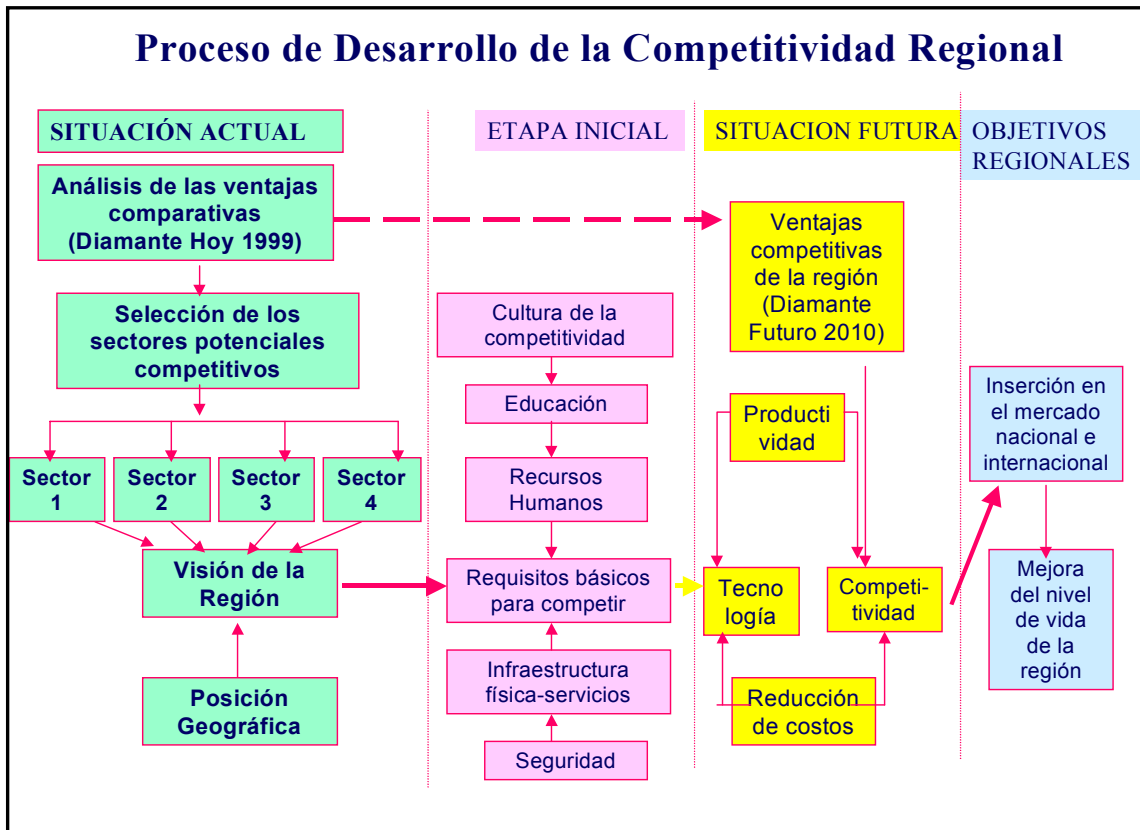 Proceso de Desarrollo de la Competitividad Regional
SITUACIÓN ACTUAL
Análisis de las ventajas
comparativas
(Diamante Hoy 1999)
Selección de los
sectores potenciales
competitivos
Sector
1
Sector
2
Sector
3
Sector
4
Visión de la
Región
Posición
Geográfica
ETAPA INICIAL
Cultura de la
competitividad
Educación
Recursos
Humanos
Requisitos básicos
para competir
Infraestructura
física-servicios
Seguridad
SITUACION FUTURA
Ventajas
competitivas
de la región
(Diamante
Futuro 2010)
Producti
vidad
Tecno
logía
Competi-
tividad
Reducción
de costos
OBJETIVOS
REGIONALES
Inserción en
el mercado
nacional e
internacional
Mejora
del nivel
de vida
de la
región